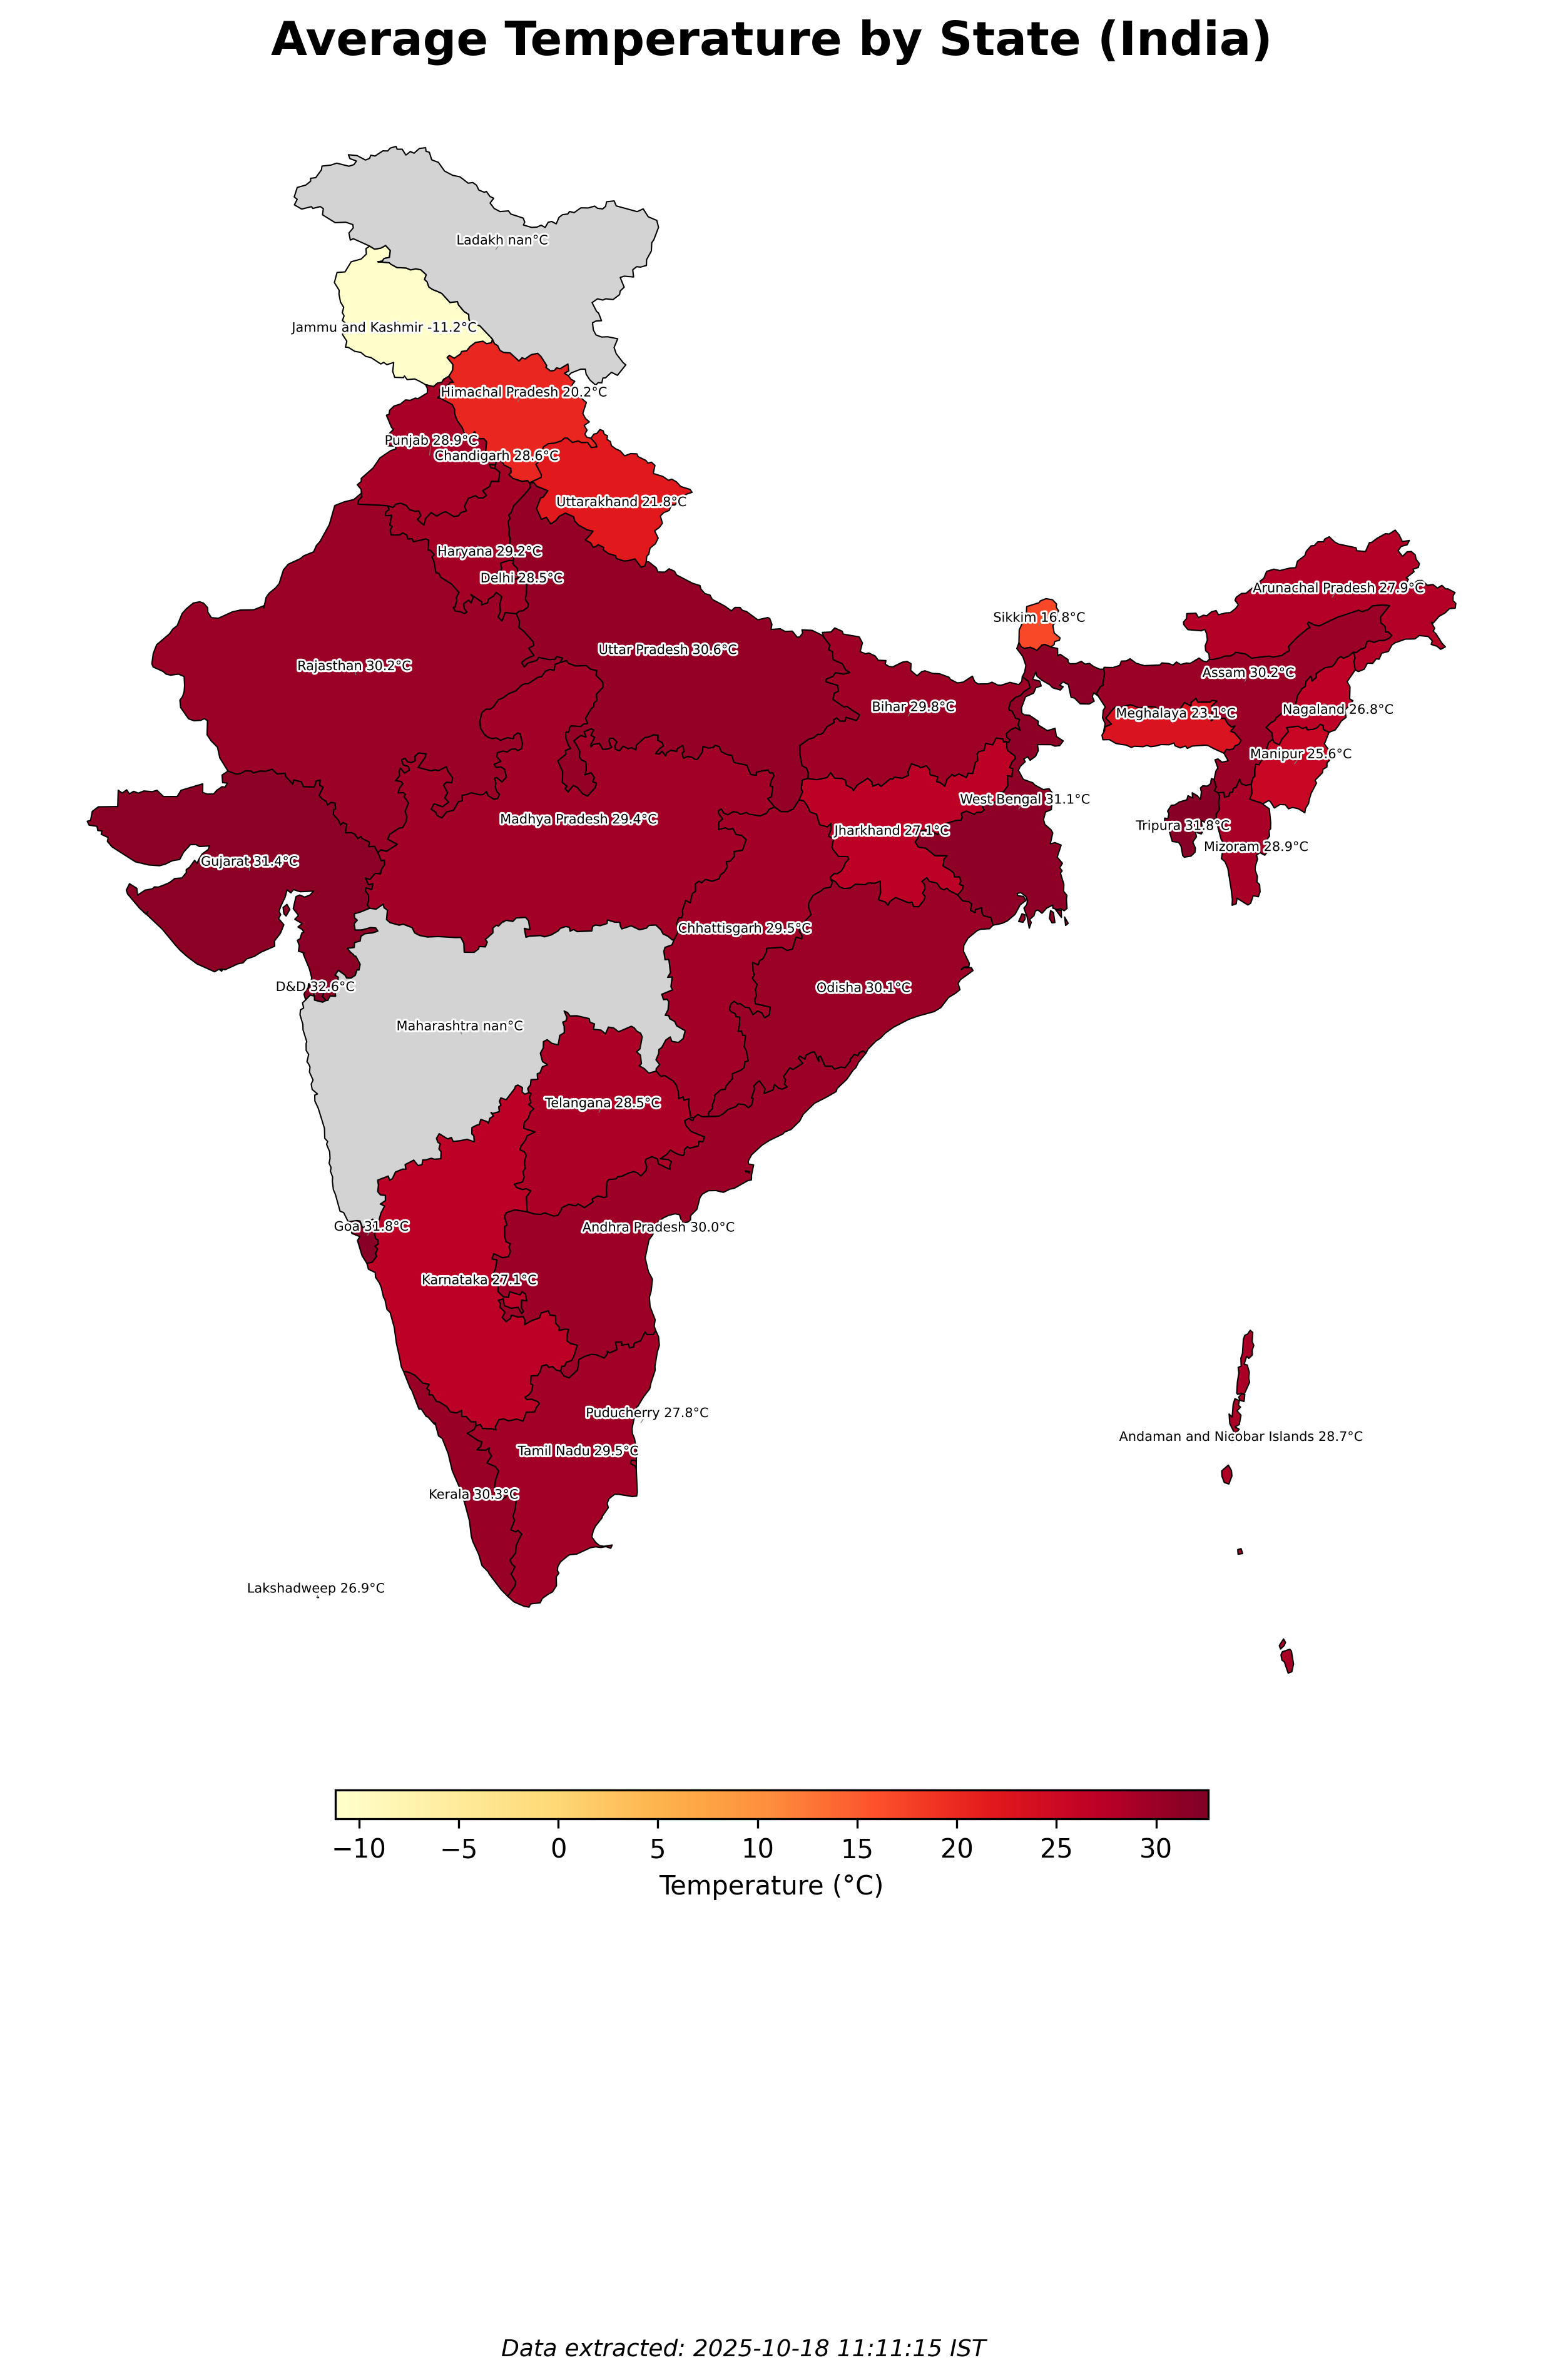 Average Temperature by State (India)
Ladakh nan°C
Jammu and Kashmir -11.2°C
Himachal Pradesh 20.2°C
Punjab 28.9°C
Chandigarh 28.6°C
Uttarakhand 21.8°C
Haryana 29.2°C
Delhi 28.5°C
Arunachal Pradesh 27.9°C
Sikkim 16.8°C
Uttar Pradesh 30.6°C
Rajasthan 30.2°C
Assam 30.2°C
Bihar 29.8°C
Meghalaya 23.1°C
Nagaland 26.8°C
Manipur 25.6°C
West Bengal 31.1°C
Madhya Pradesh 29.4°C
Tripura 31.8°C
Jharkhand 27.1°C
Mizoram 28.9°C
Gujarat 31.4°C
Chhattisgarh 29.5°C
D&D 32.6°C
Odisha 30.1°C
Maharashtra nan°C
Telangana 28.5°C
Goa 31.8°C
Andhra Pradesh 30.0°C
Karnataka 27.1°C
Puducherry 27.8°C
Andaman and Nicobar Islands 28.7°C
Tamil Nadu 29.5°C
Kerala 30.3°C
Lakshadweep 26.9°C
−10 −5 0 5 10 15 20 25 30
Temperature (°C)
Data extracted: 2025-10-18 11:11:15 IST